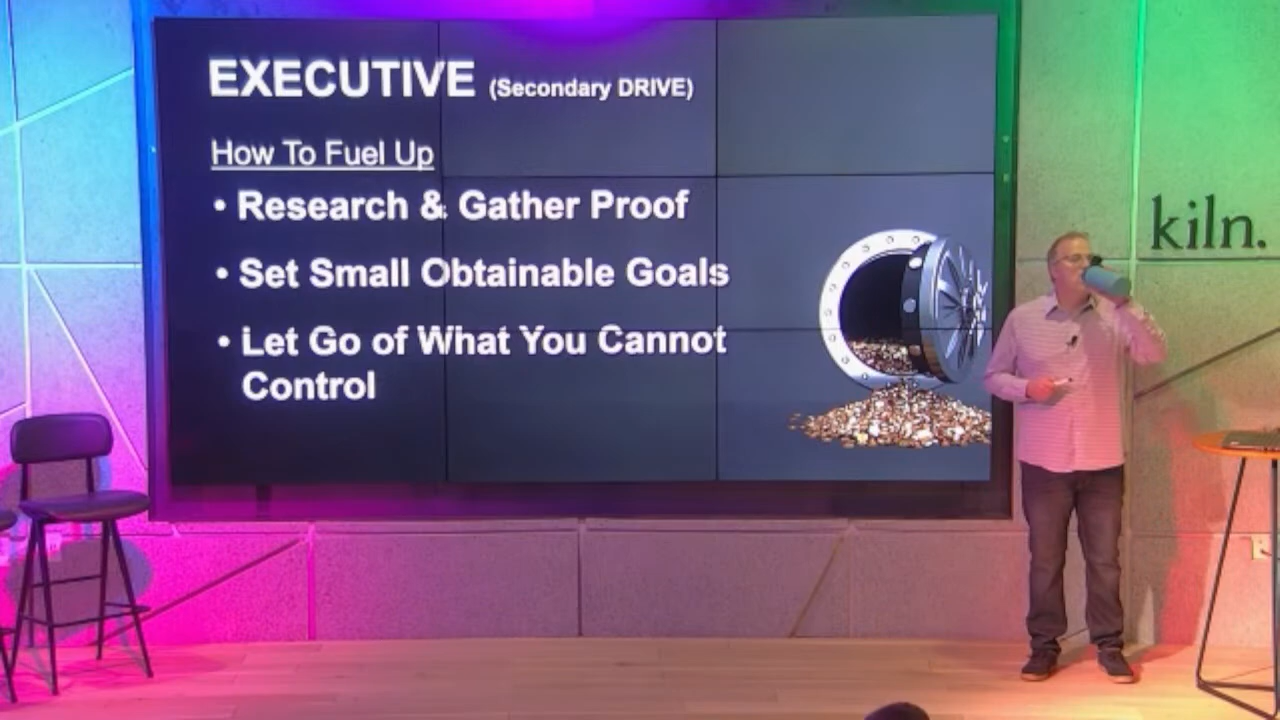 EXECUTIVE (Secondary DRIVE)
How To Fuel Up
• Research & Gather Proof
• Set Small Obtainable Goals
• Let Go of What You Cannot
Control
kiln.